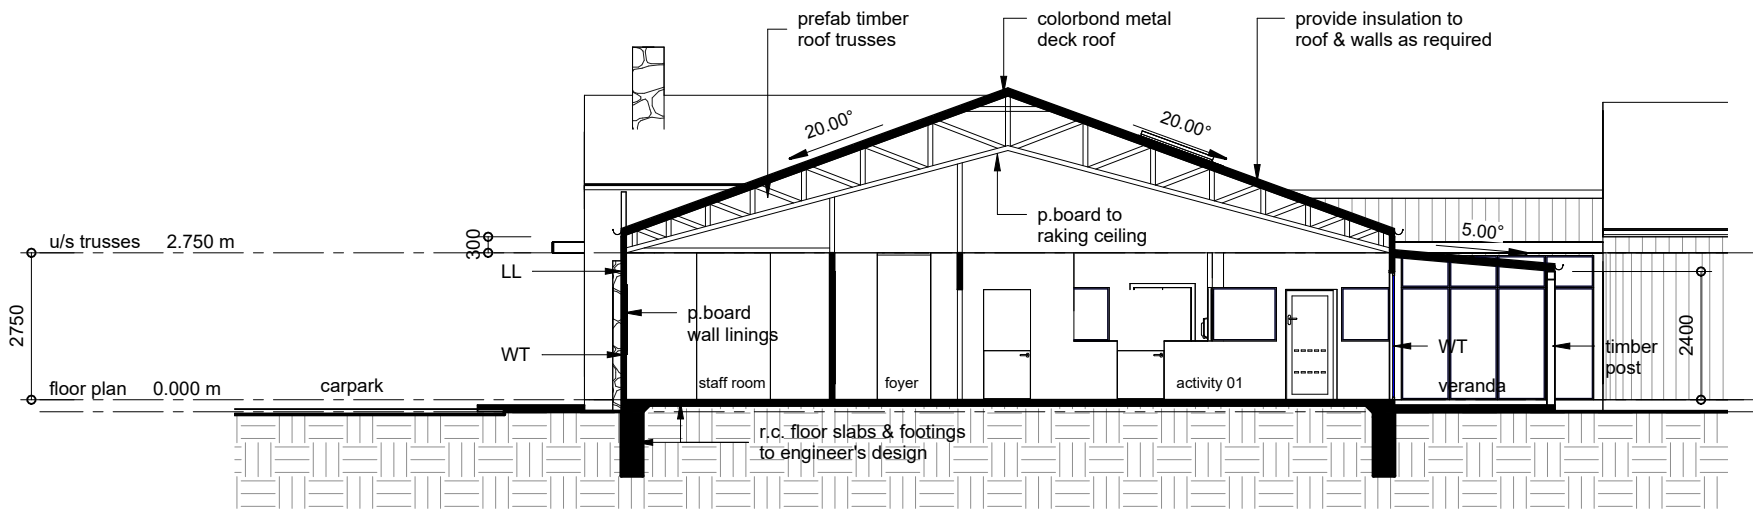 prefab timber
roof trusses
colorbond metal
deck roof
provide insulation to
roof & walls as required
20.00°
20.00°
p.board to
raking ceiling
5.00°
u/s trusses 2.750 m
300
LL
2750
p.board
wall linings
WT
WT
2400
timber
post
floor plan 0.000 m
carpark
staff room
foyer
activity 01
veranda
r.c. floor slabs & footings
to engineer's design